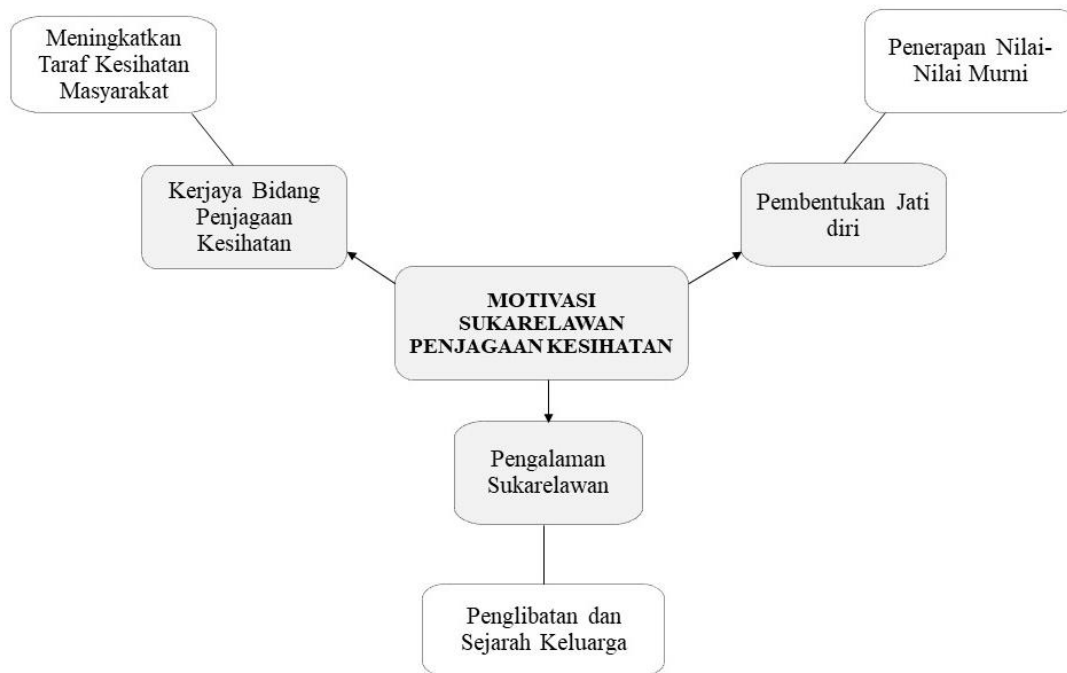 Meningkatkan
Taraf Kesihatan
Masyarakat
Penerapan Nilai-
Nilai Murni
Kerjaya Bidang
Penjagaan
Kesihatan
Pembentukan Jati
diri
MOTIVASI
SUKARELAWAN
PENJAGAAN KESIHATAN
Pengalaman
Sukarelawan
Penglibatan dan
Sejarah Keluarga